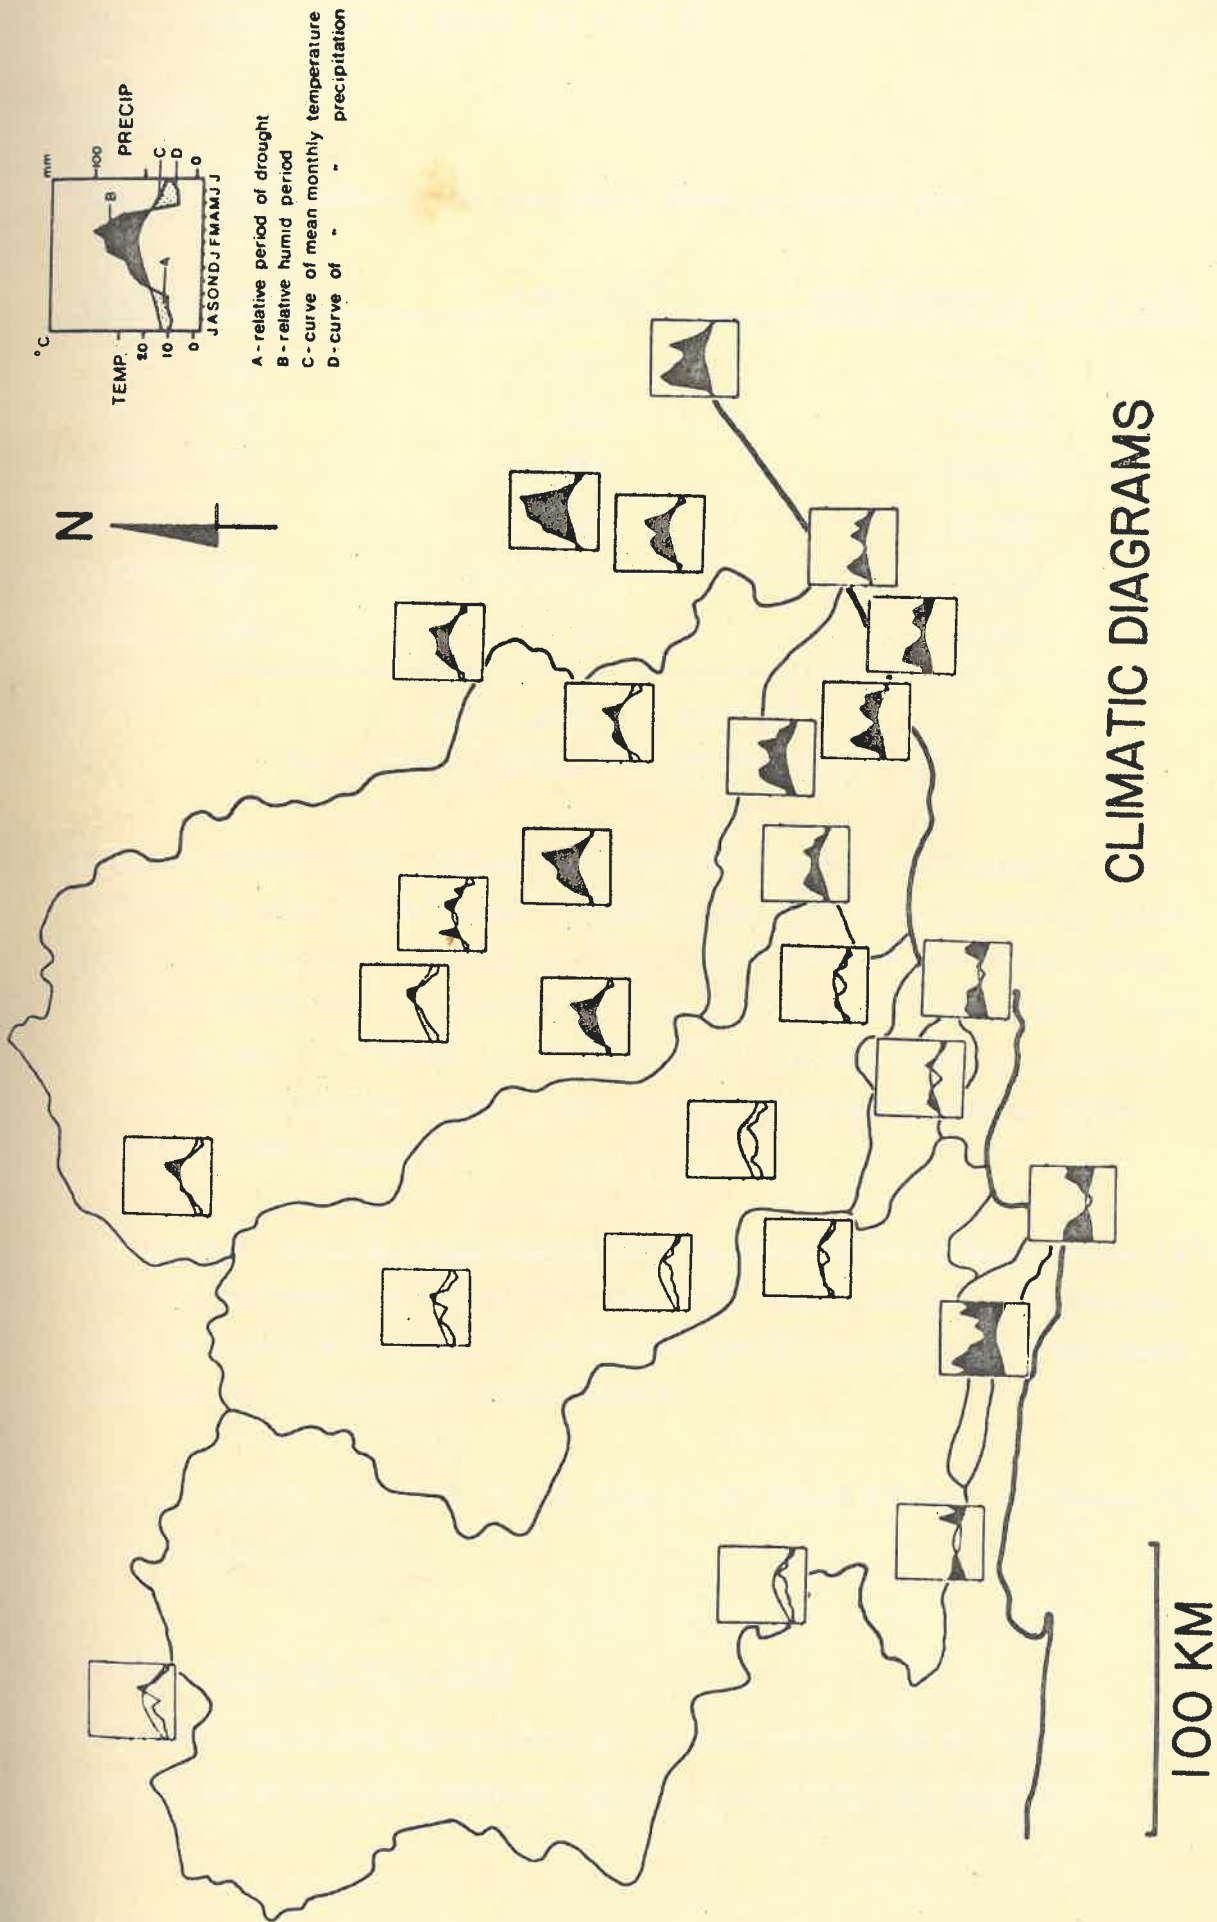 N
°C
mm
TEMP.
20
10
0
100
PRECIP
B
A
C
D
0
JASONDJFMAMJJ
A - relative period of drought
B - relative humid period
C - curve of mean monthly temperature
D - curve of " " precipitation
CLIMATIC DIAGRAMS
100 KM